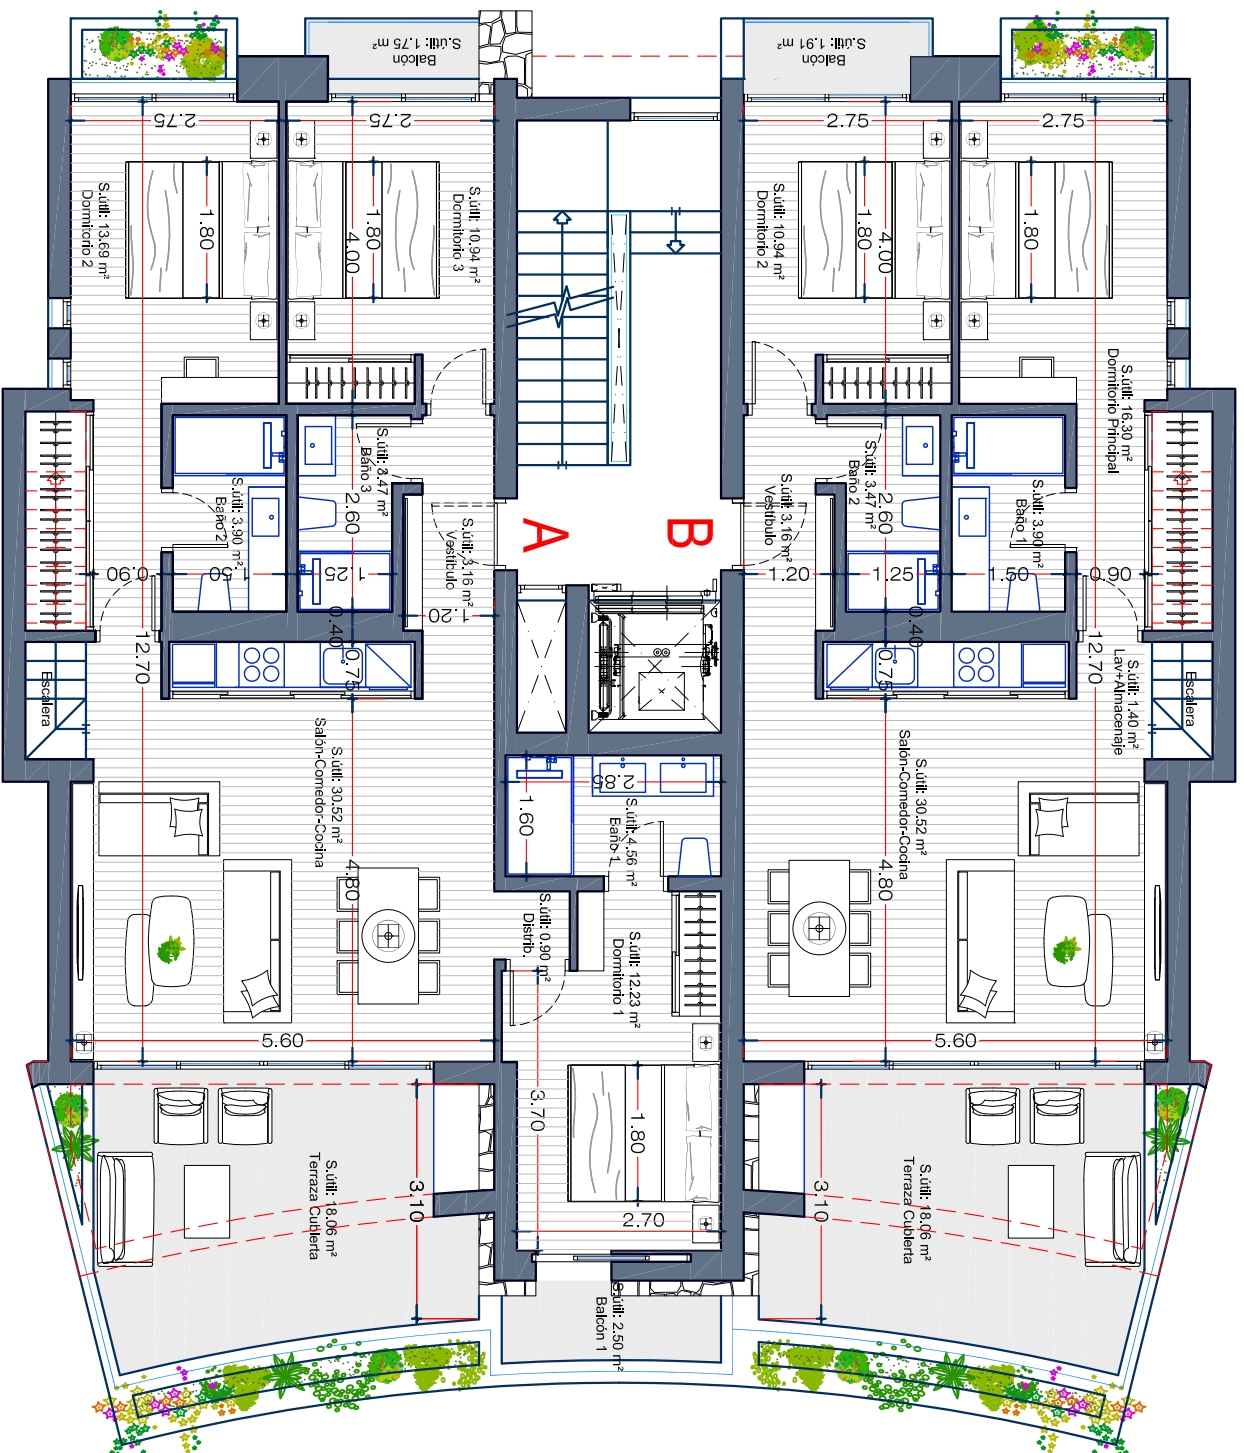 S.útil: 1.75 m²
Balcón
S.útil: 1.91 m²
Balcón
2.75
2.75
2.75
2.75
S.útil: 13.69 m²
Dormitorio 2
1.80
1.80
4.00
S.útil: 10.94 m²
Dormitorio 3
S.útil: 10.94 m²
Dormitorio 2
1.80
4.00
1.80
S.útil: 16.30 m²
Dormitorio Principal
S.útil: 3.90 m²
Baño 2
S.útil: 3.47 m²
Baño 3
2.60
S.útil: 3.16 m²
Vestíbulo
A
B
S.útil: 3.16 m²
Vestíbulo
S.útil: 3.47 m²
Baño 2
2.60
S.útil: 3.90 m²
Baño 1
0.90
1.50
1.25
1.20
1.20
1.25
1.50
0.90
0.40
0.40
12.70
0.75
0.75
12.70
Escalera
Escalera
S.útil: 1.40 m²
Lav+Almacenaje
S.útil: 30.52 m²
Salón-Comedor-Cocina
S.útil: 30.52 m²
Salón-Comedor-Cocina
2.85
1.60
S.útil: 4.56 m²
Baño 1
4.80
4.80
S.útil: 0.90 m²
Distrib.
S.útil: 12.23 m²
Dormitorio 1
5.60
5.60
3.70
1.80
2.70
S.útil: 18.06 m²
Terraza Cubierta
3.10
3.10
S.útil: 18.06 m²
Terraza Cubierta
S.útil: 2.50 m²
Balcón 1